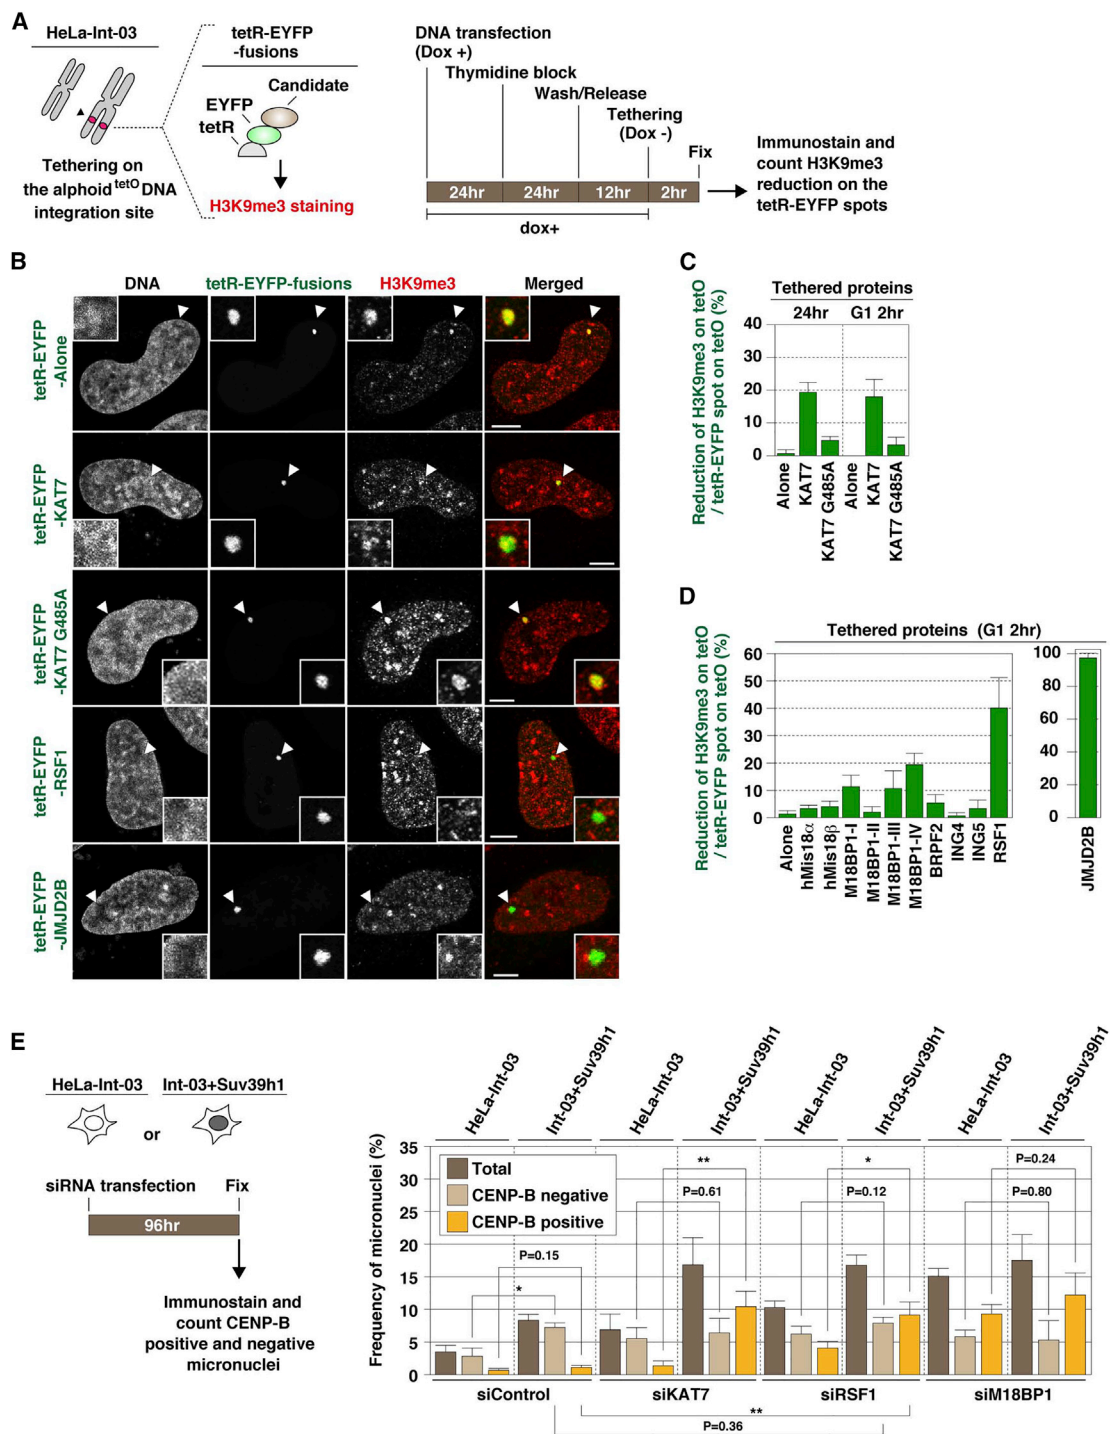 A
HeLa-Int-03
tetR-EYFP
-fusions
Candidate
EYFP
tetR
Tethering on
the alphoid tetO DNA
integration site
H3K9me3 staining
DNA transfection
(Dox +)
Thymidine block
Wash/Release
Tethering
(Dox -)
Fix
24hr 24hr 12hr 2hr
dox+
Immunostain and
count H3K9me3
reduction on the
tetR-EYFP spots
B
DNA tetR-EYFP-fusions H3K9me3 Merged
tetR-EYFP
-Alone
tetR-EYFP
-KAT7
tetR-EYFP
-KAT7 G485A
tetR-EYFP
-RSF1
tetR-EYFP
-JMJD2B
C
Tethered proteins
24hr G1 2hr
Reduction of H3K9me3 on tetO
/ tetR-EYFP spot on tetO (%)
40
30
20
10
0
Alone
KAT7
KAT7 G485A
Alone
KAT7
KAT7 G485A
D
Tethered proteins (G1 2hr)
Reduction of H3K9me3 on tetO
/ tetR-EYFP spot on tetO (%)
60
50
40
30
20
10
0
Alone
hMis18α
hMis18β
M18BP1-I
M18BP1-II
M18BP1-III
M18BP1-IV
BRPF2
ING4
ING5
RSF1
100
80
60
40
20
0
JMJD2B
E
HeLa-Int-03 Int-03+Suv39h1
or
siRNA transfection Fix
96hr
Immunostain and
count CENP-B
positive and negative
micronuclei
HeLa-Int-03
Int-03+Suv39h1
HeLa-Int-03
Int-03+Suv39h1
HeLa-Int-03
Int-03+Suv39h1
HeLa-Int-03
Int-03+Suv39h1
Frequency of micronuclei (%)
35
30
25
20
15
10
5
0
Total
CENP-B negative
CENP-B positive
P=0.15
*
**
P=0.61
*
P=0.12
P=0.24
P=0.80
siControl siKAT7 siRSF1 siM18BP1
**
P=0.36